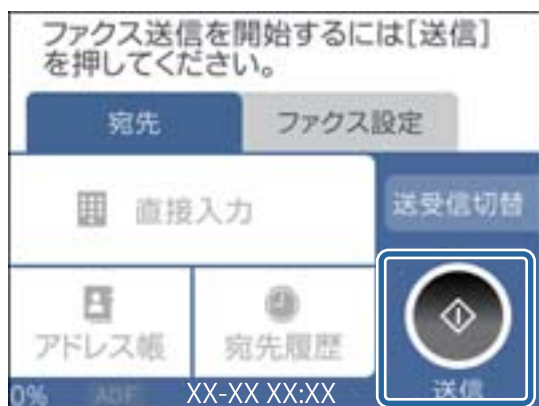 ファクス送信を開始するには[送信]
を押してください。
宛先
ファクス設定
直接入力
送受信切替
アドレス帳
宛先履歴
0%
ADF
XX-XX XX:XX
送信